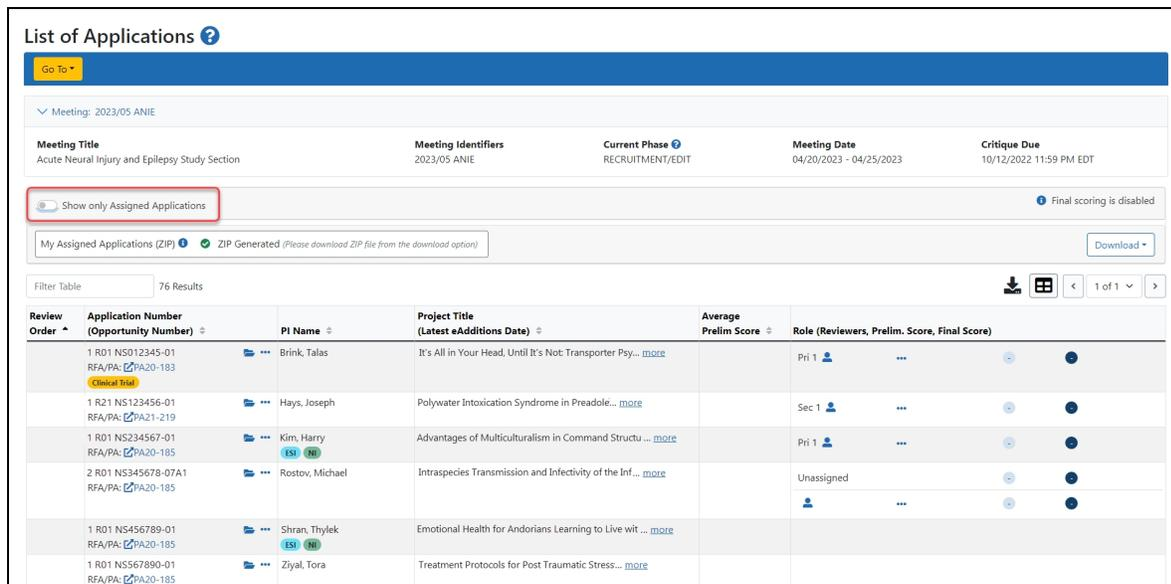 List of Applications ?
Go To
Meeting: 2023/05 ANIE
Meeting Title Meeting Identifiers Current Phase ? Meeting Date Critique Due
Acute Neural Injury and Epilepsy Study Section 2023/05 ANIE RECRUITMENT/EDIT 04/20/2023 - 04/25/2023 10/12/2022 11:59 PM EDT
Show only Assigned Applications i Final scoring is disabled
My Assigned Applications (ZIP) i ZIP Generated (Please download ZIP file from the download option) Download
Filter Table 76 Results 1 of 1
Review Application Number Project Title Average
Order (Opportunity Number) PI Name (Latest eAdditions Date) Prelim Score Role (Reviewers, Prelim. Score, Final Score)
1 R01 NS012345-01 ... Brink, Talas It's All in Your Head, Until It's Not: Transporter Psy... more Pri 1 ... - -
RFA/PA: PA20-183
Clinical Trial
1 R21 NS123456-01 ... Hays, Joseph Polywater Intoxication Syndrome in Preadole... more Sec 1 ... - -
RFA/PA: PA21-219
1 R01 NS234567-01 ... Kim, Harry Advantages of Multiculturalism in Command Structu ... more Pri 1 ... - -
RFA/PA: PA20-185 ESI NI
2 R01 NS345678-07A1 ... Rostov, Michael Intraspecies Transmission and Infectivity of the Inf... more Unassigned - -
RFA/PA: PA20-185
... - -
1 R01 NS456789-01 ... Shran, Thylek Emotional Health for Andorians Learning to Live wit ... more
RFA/PA: PA20-185 ESI NI
1 R01 NS567890-01 ... Ziyal, Tora Treatment Protocols for Post Traumatic Stress... more
RFA/PA: PA20-185